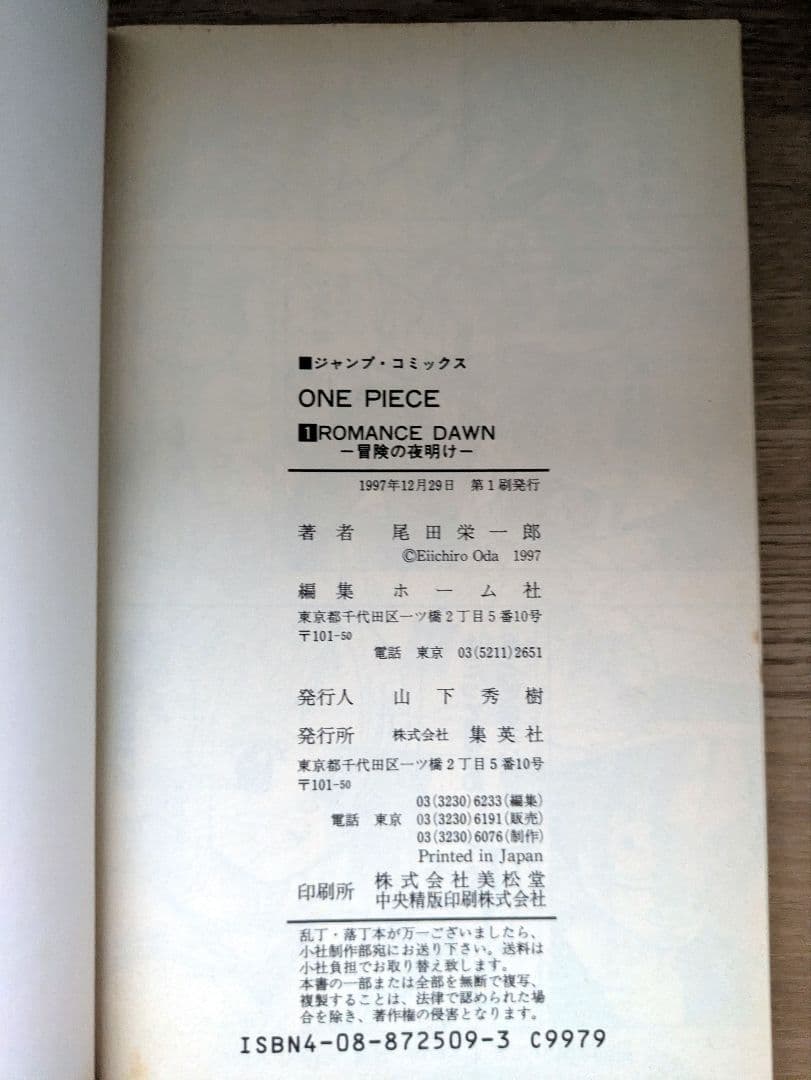 ■ジャンプ・コミックス
ONE PIECE
1 ROMANCE DAWN
―冒険の夜明け―
1997年12月29日 第1刷発行
著者 尾田栄一郎
©Eiichiro Oda 1997
編集 ホーム社
東京都千代田区一ツ橋2丁目5番10号
〒101-50
電話 東京 03(5211)2651
発行人 山下秀樹
発行所 株式会社 集英社
東京都千代田区一ツ橋2丁目5番10号
〒101-50
03(3230)6233(編集)
電話 東京 03(3230)6191(販売)
03(3230)6076(制作)
Printed in Japan
印刷所 株式会社美松堂
中央精版印刷株式会社
乱丁・落丁本が万一ございましたら、
小社制作部宛にお送り下さい。送料は
小社負担でお取り替え致します。
本書の一部または全部を無断で複写、
複製することは、法律で認められた場
合を除き、著作権の侵害となります。
ISBN4-08-872509-3 C9979